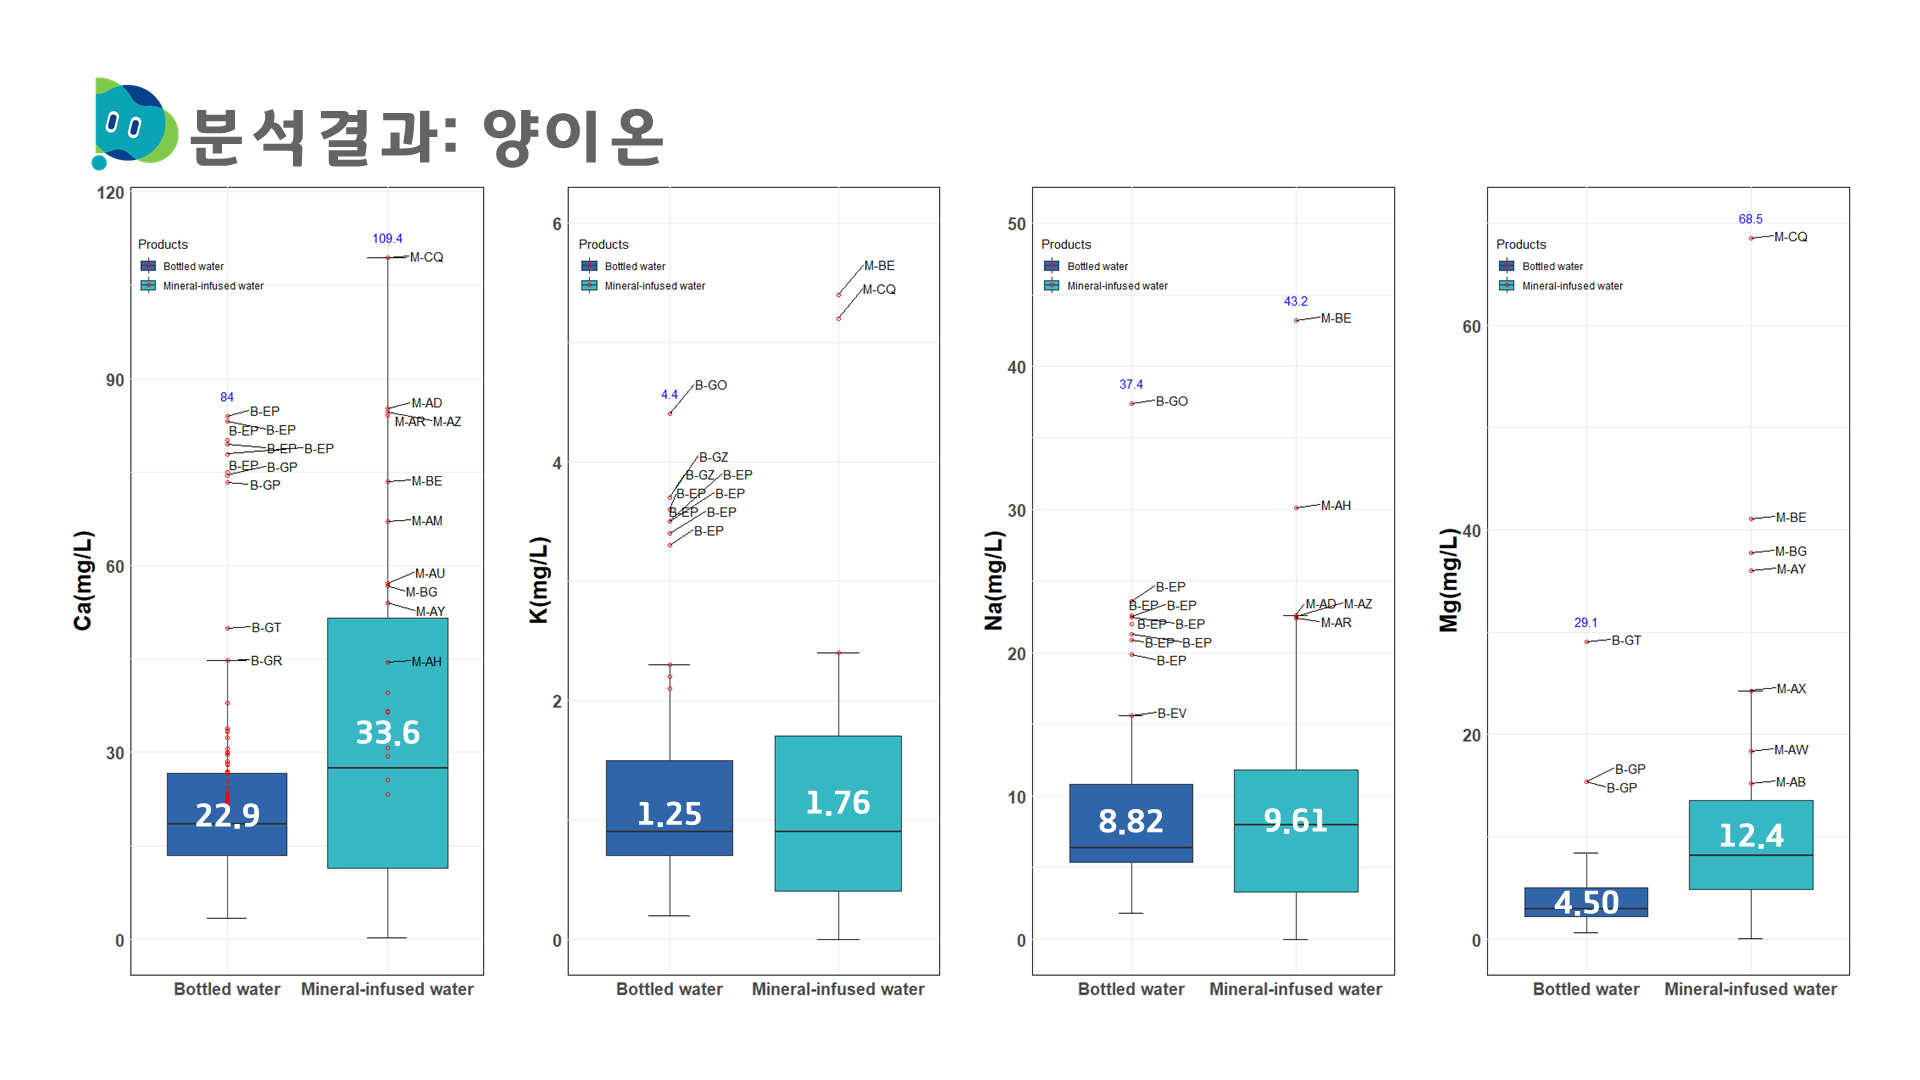 분석결과: 양이온
Ca(mg/L)
120
90
60
30
0
Products
Bottled water
Mineral-infused water
84
B-EP
B-EP B-EP
B-EP B-EP
B-EP B-GP
B-GP
B-GT
B-GR
22.9
109.4
M-CQ
M-AD
M-AR M-AZ
M-BE
M-AM
M-AU
M-BG
M-AY
M-AH
33.6
Bottled water
Mineral-infused water
K(mg/L)
6
4
2
0
Products
Bottled water
Mineral-infused water
4.4
B-GO
B-GZ
B-GZ B-EP
B-EP B-EP
B-EP B-EP
B-EP
1.25
M-BE
M-CQ
1.76
Bottled water
Mineral-infused water
Na(mg/L)
50
40
30
20
10
0
Products
Bottled water
Mineral-infused water
37.4
B-GO
B-EP
B-EP B-EP
B-EP B-EP
B-EP B-EP
B-EP
B-EV
8.82
43.2
M-BE
M-AH
M-AD M-AZ
M-AR
9.61
Bottled water
Mineral-infused water
Mg(mg/L)
60
40
20
0
Products
Bottled water
Mineral-infused water
29.1
B-GT
B-GP
B-GP
4.50
68.5
M-CQ
M-BE
M-BG
M-AY
M-AX
M-AW
M-AB
12.4
Bottled water
Mineral-infused water